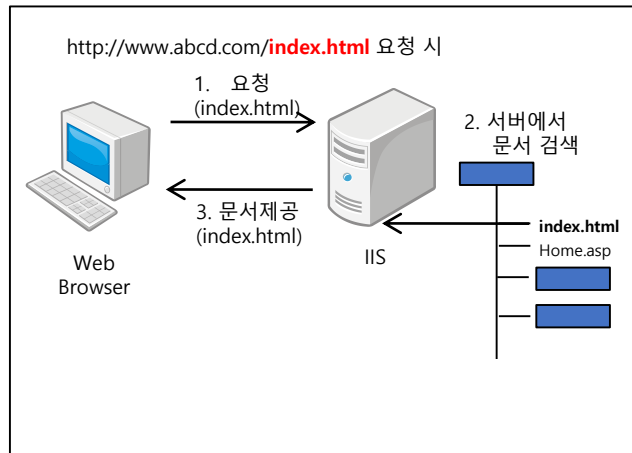 http://www.abcd.com/index.html 요청 시
1. 요청
(index.html)
2. 서버에서
문서 검색
3. 문서제공
(index.html)
index.html
Home.asp
Web
Browser
IIS